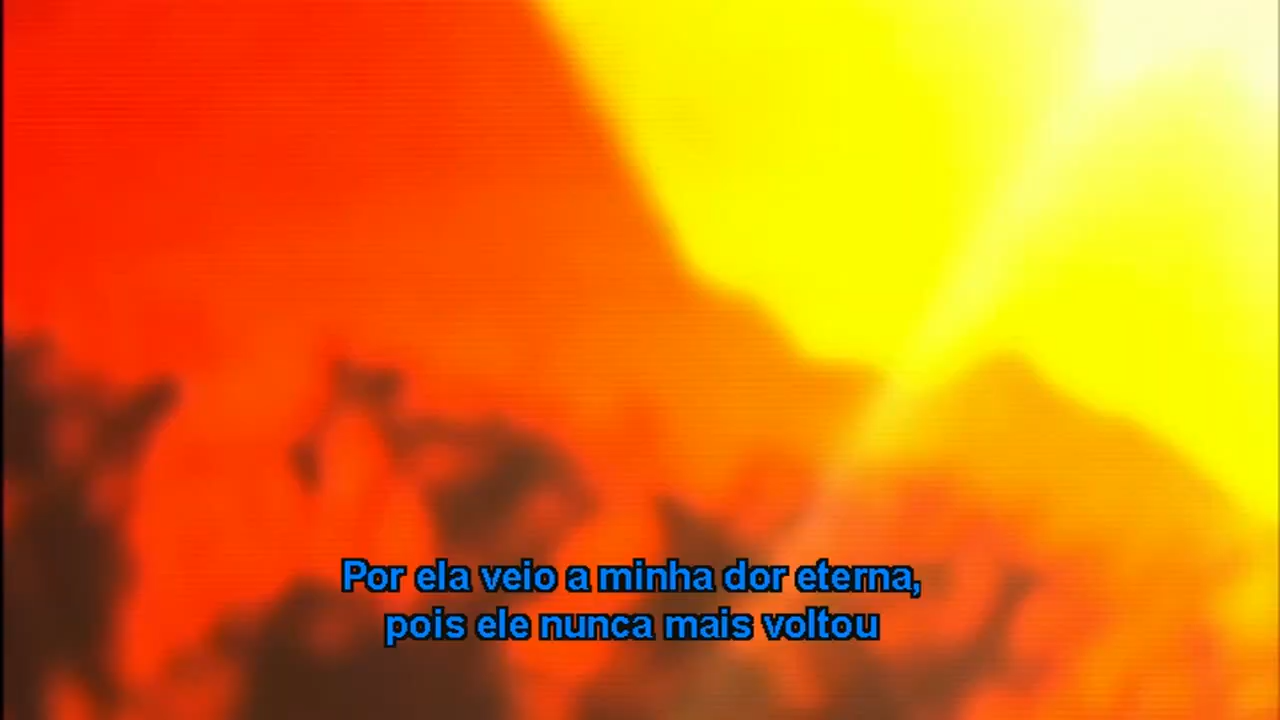 Por ela veio a minha dor eterna,
pois ele nunca mais voltou